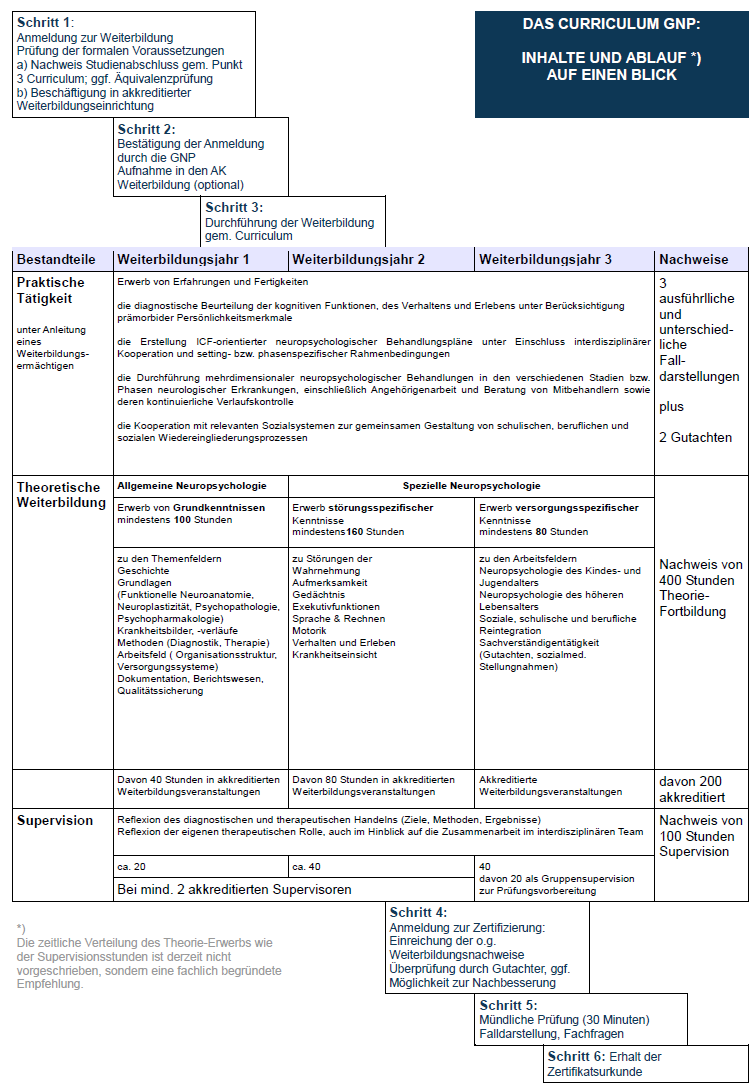 Schritt 1:
Anmeldung zur Weiterbildung
Prüfung der formalen Voraussetzungen
a) Nachweis Studienabschluss gem. Punkt
3 Curriculum; ggf. Äquivalenzprüfung
b) Beschäftigung in akkreditierter
Weiterbildungseinrichtung
DAS CURRICULUM GNP:
INHALTE UND ABLAUF *)
AUF EINEN BLICK
Schritt 2:
Bestätigung der Anmeldung
durch die GNP
Aufnahme in den AK
Weiterbildung (optional)
Schritt 3:
Durchführung der Weiterbildung
gem. Curriculum
Bestandteile Weiterbildungsjahr 1 Weiterbildungsjahr 2 Weiterbildungsjahr 3 Nachweise
Praktische
Tätigkeit
unter Anleitung
eines
Weiterbildungs-
ermächtigen
Erwerb von Erfahrungen und Fertigkeiten
die diagnostische Beurteilung der kognitiven Funktionen, des Verhaltens und Erlebens unter Berücksichtigung
prämorbider Persönlichkeitsmerkmale
die Erstellung ICF-orientierter neuropsychologischer Behandlungspläne unter Einschluss interdisziplinärer
Kooperation und setting- bzw. phasenspezifischer Rahmenbedingungen
die Durchführung mehrdimensionaler neuropsychologischer Behandlungen in den verschiedenen Stadien bzw.
Phasen neurologischer Erkrankungen, einschließlich Angehörigenarbeit und Beratung von Mitbehandlern sowie
deren kontinuierliche Verlaufskontrolle
die Kooperation mit relevanten Sozialsystemen zur gemeinsamen Gestaltung von schulischen, beruflichen und
sozialen Wiedereingliederungsprozessen
3
ausführlliche
und
unterschied-
liche
Fall-
darstellungen
plus
2 Gutachten
Theoretische
Weiterbildung
Allgemeine Neuropsychologie
Spezielle Neuropsychologie
Erwerb von Grundkenntnissen
mindestens 100 Stunden
Erwerb störungsspezifischer
Kenntnisse
mindestens160 Stunden
Erwerb versorgungsspezifischer
Kenntnisse
mindestens 80 Stunden
zu den Themenfeldern
Geschichte
Grundlagen
(Funktionelle Neuroanatomie,
Neuroplastizität, Psychopathologie,
Psychopharmakologie)
Krankheitsbilder, -verläufe
Methoden (Diagnostik, Therapie)
Arbeitsfeld ( Organisationsstruktur,
Versorgungssysteme)
Dokumentation, Berichtswesen,
Qualitätssicherung
zu Störungen der
Wahrnehmung
Aufmerksamkeit
Gedächtnis
Exekutivfunktionen
Sprache & Rechnen
Motorik
Verhalten und Erleben
Krankheitseinsicht
zu den Arbeitsfeldern
Neuropsychologie des Kindes- und
Jugendalters
Neuropsychologie des höheren
Lebensalters
Soziale, schulische und berufliche
Reintegration
Sachverständigentätigkeit
(Gutachten, sozialmed.
Stellungnahmen)
Nachweis von
400 Stunden
Theorie-
Fortbildung
Davon 40 Stunden in akkreditierten
Weiterbildungsveranstaltungen
Davon 80 Stunden in akkreditierten
Weiterbildungsveranstaltungen
Akkreditierte
Weiterbildungsveranstaltungen
davon 200
akkreditiert
Supervision
Reflexion des diagnostischen und therapeutischen Handelns (Ziele, Methoden, Ergebnisse)
Reflexion der eigenen therapeutischen Rolle, auch im Hinblick auf die Zusammenarbeit im interdisziplinären Team
Nachweis von
100 Stunden
Supervision
ca. 20
ca. 40
40
davon 20 als Gruppensupervision
zur Prüfungsvorbereitung
Bei mind. 2 akkreditierten Supervisoren
*)
Die zeitliche Verteilung des Theorie-Erwerbs wie
der Supervisionsstunden ist derzeit nicht
vorgeschrieben, sondern eine fachlich begründete
Empfehlung.
Schritt 4:
Anmeldung zur Zertifizierung:
Einreichung der o.g.
Weiterbildungsnachweise
Überprüfung durch Gutachter, ggf.
Möglichkeit zur Nachbesserung
Schritt 5:
Mündliche Prüfung (30 Minuten)
Falldarstellung, Fachfragen
Schritt 6: Erhalt der
Zertifikatsurkunde